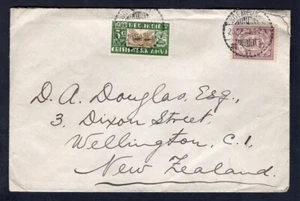 D. A. Douglas, Esq.,
3. Dixon Street,
Wellington, C.1,
New Zealand.